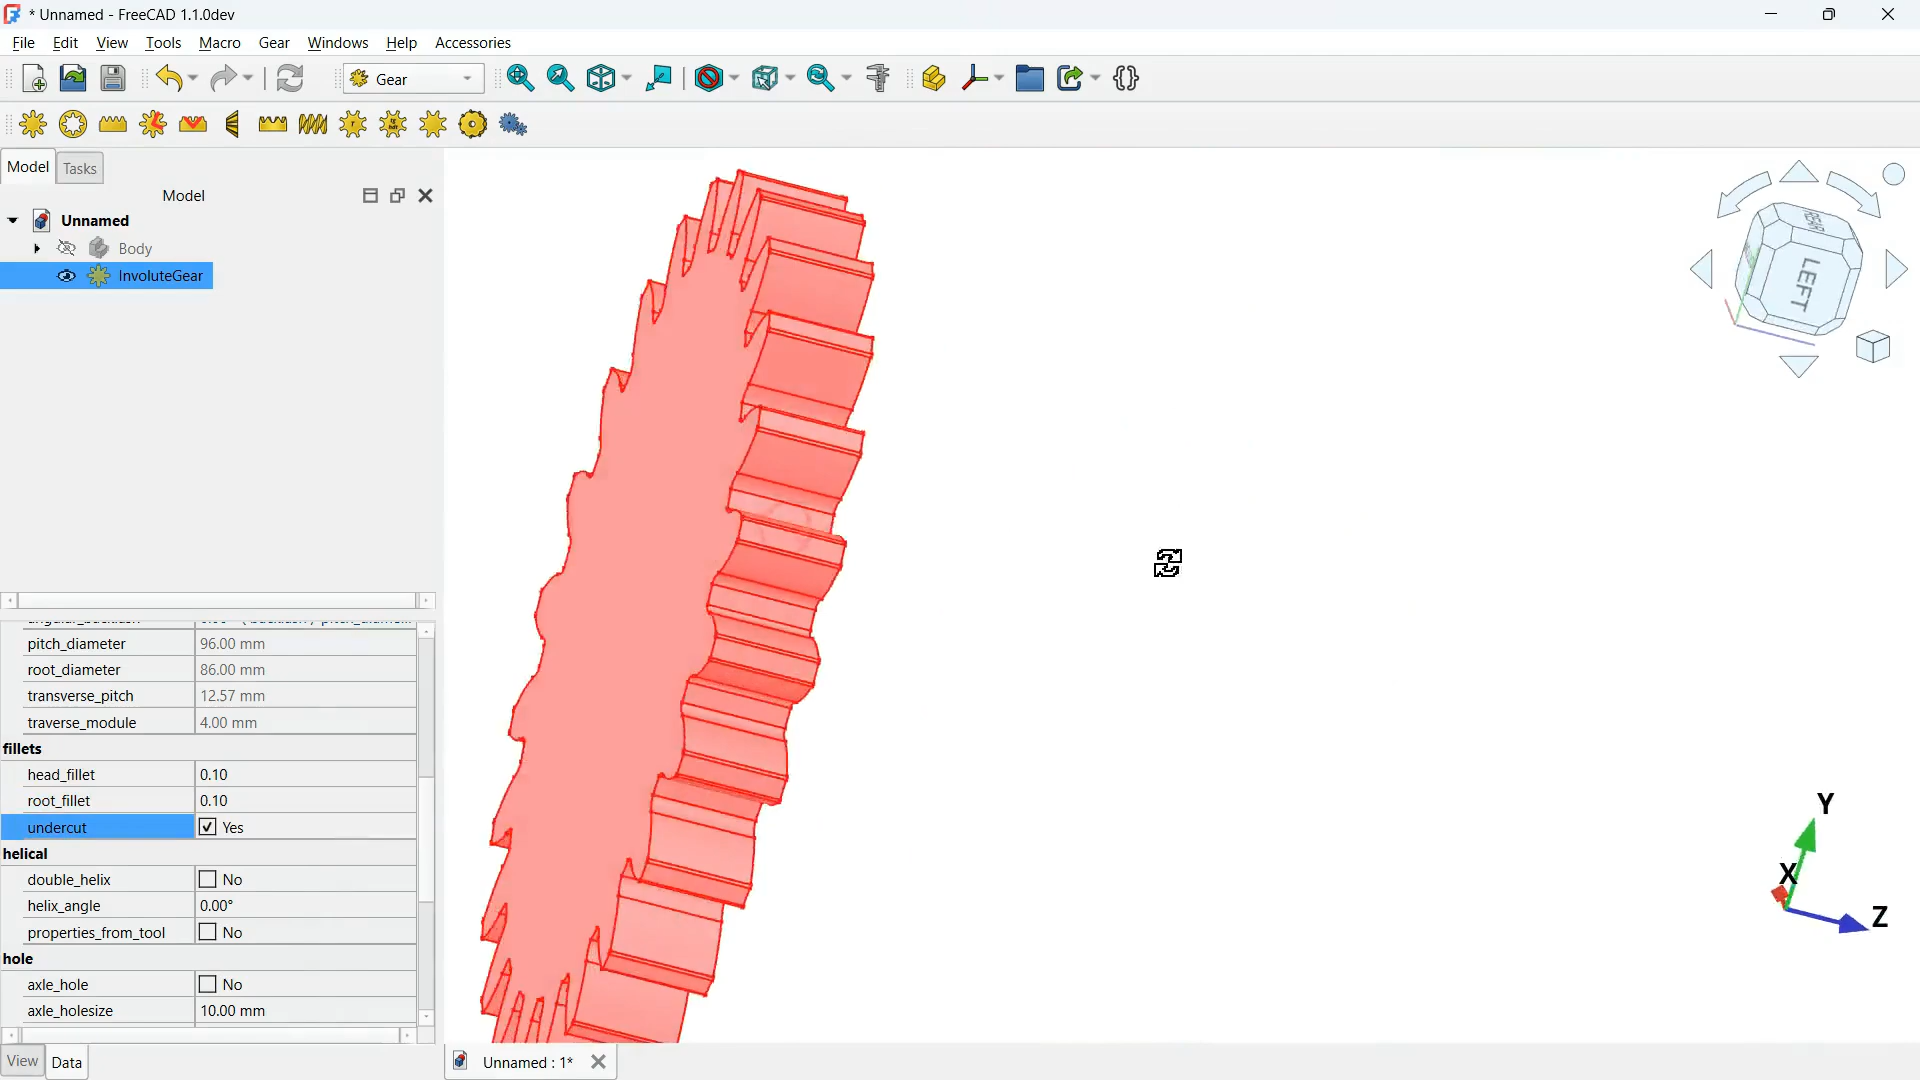 * Unnamed - FreeCAD 1.1.0dev
File Edit View Tools Macro Gear Windows Help Accessories
Gear
Model Tasks
Model
Unnamed
Body
InvoluteGear
pitch_diameter 96.00 mm
root_diameter 86.00 mm
transverse_pitch 12.57 mm
traverse_module 4.00 mm
fillets
head_fillet 0.10
root_fillet 0.10
undercut Yes
helical
double_helix No
helix_angle 0.00°
properties_from_tool No
hole
axle_hole No
axle_holesize 10.00 mm
View Data
Unnamed : 1*
REAR
LEFT
Y
X
Z